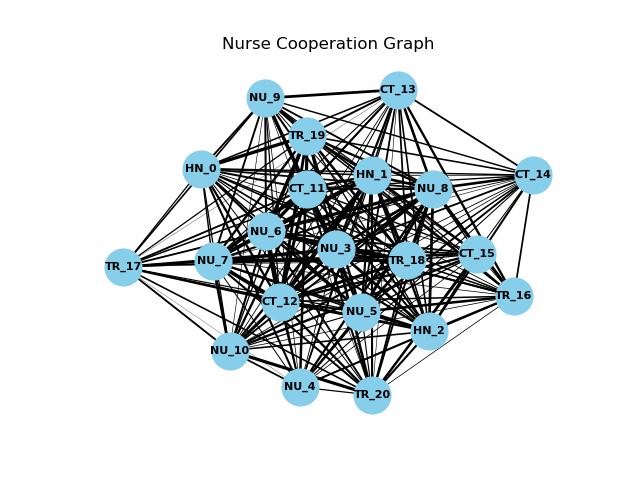 Nurse Cooperation Graph
CT_13
NU_9
TR_19
HN_0
HN_1
CT_14
CT_11
NU_8
NU_6
NU_3
CT_15
NU_7
TR_18
TR_17
TR_16
CT_12
NU_5
HN_2
NU_10
NU_4
TR_20